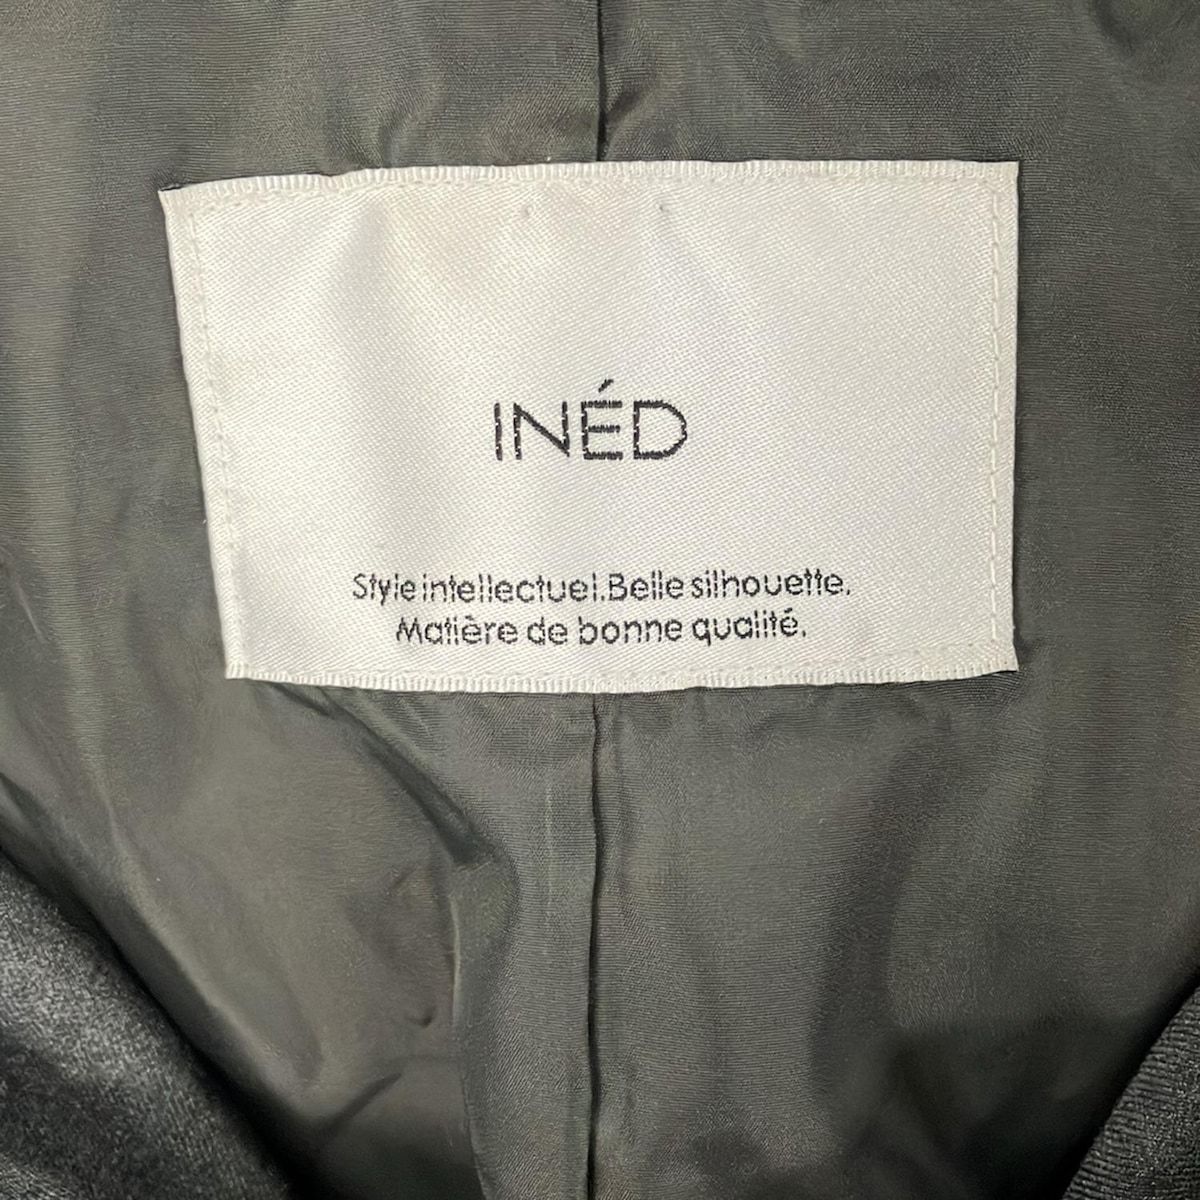 INÉD
Style intellectuel. Belle silhouette.
Matière de bonne qualité.